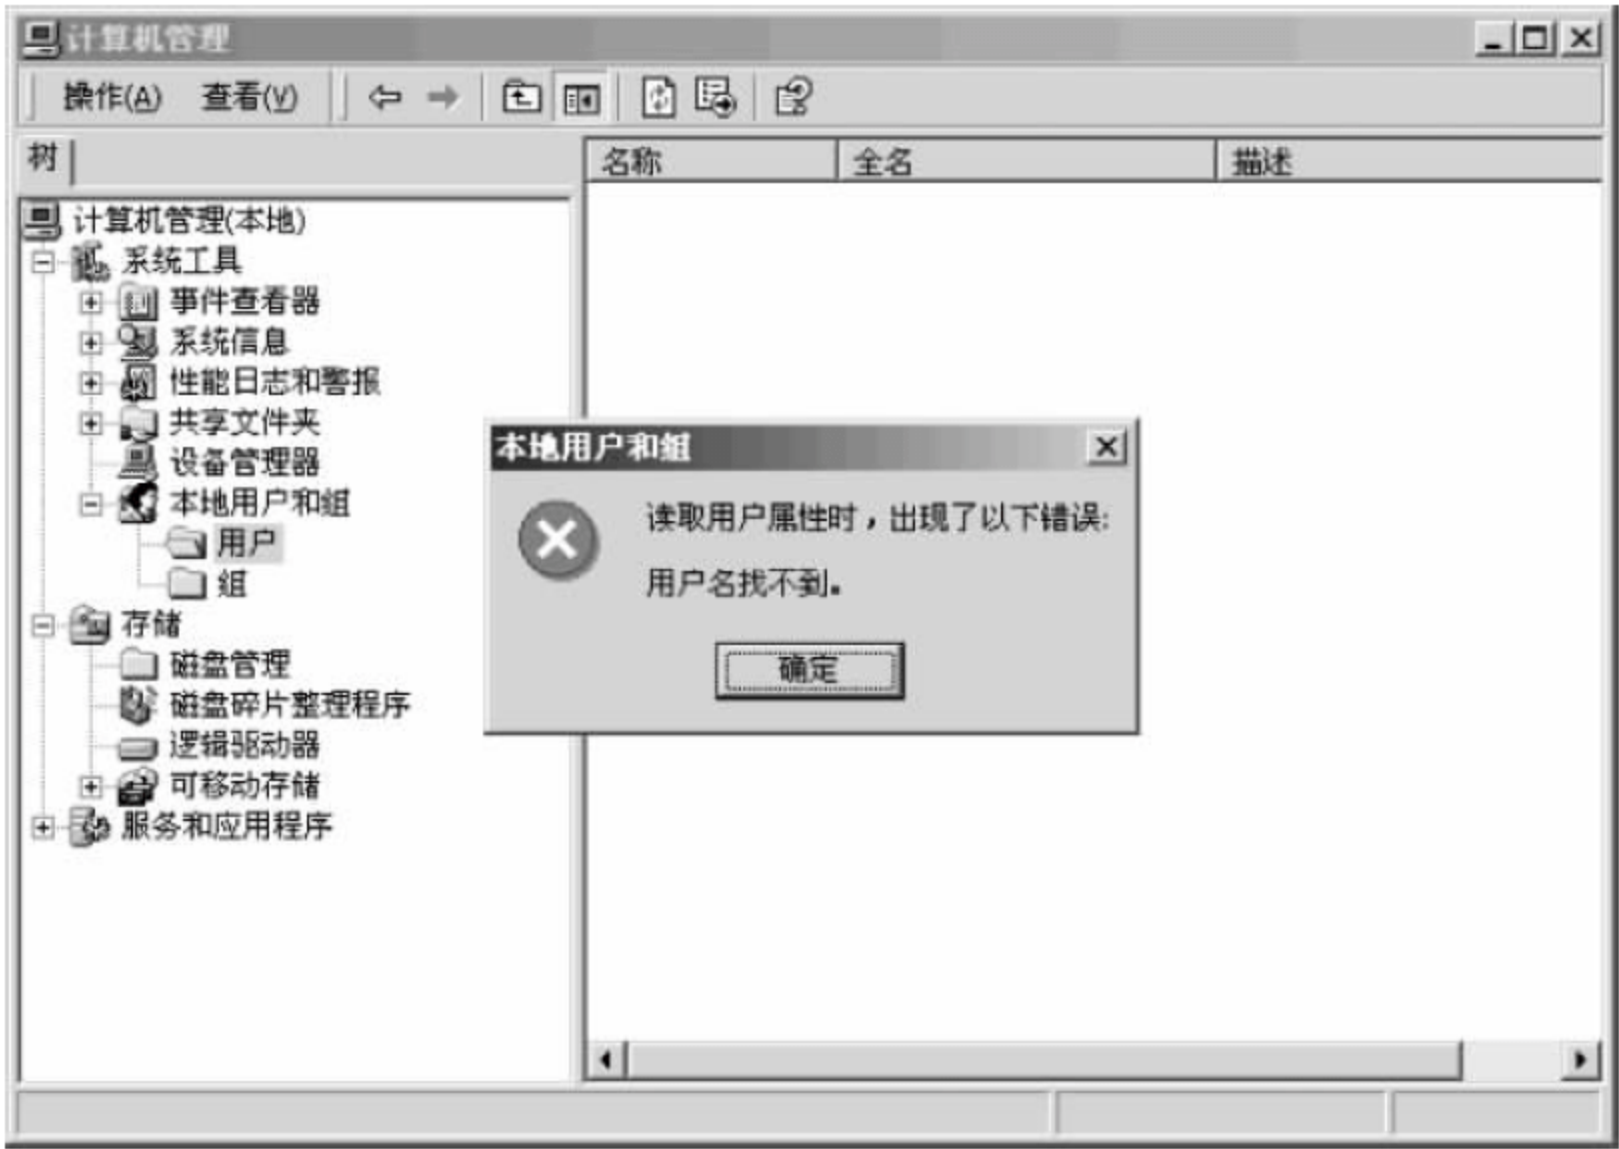 计算机管理
操作(A) 查看(V)
树
名称 全名 描述
计算机管理(本地)
系统工具
事件查看器
系统信息
性能日志和警报
共享文件夹
设备管理器
本地用户和组
用户
组
存储
磁盘管理
磁盘碎片整理程序
逻辑驱动器
可移动存储
服务和应用程序
本地用户和组
读取用户属性时，出现了以下错误:
用户名找不到。
确定